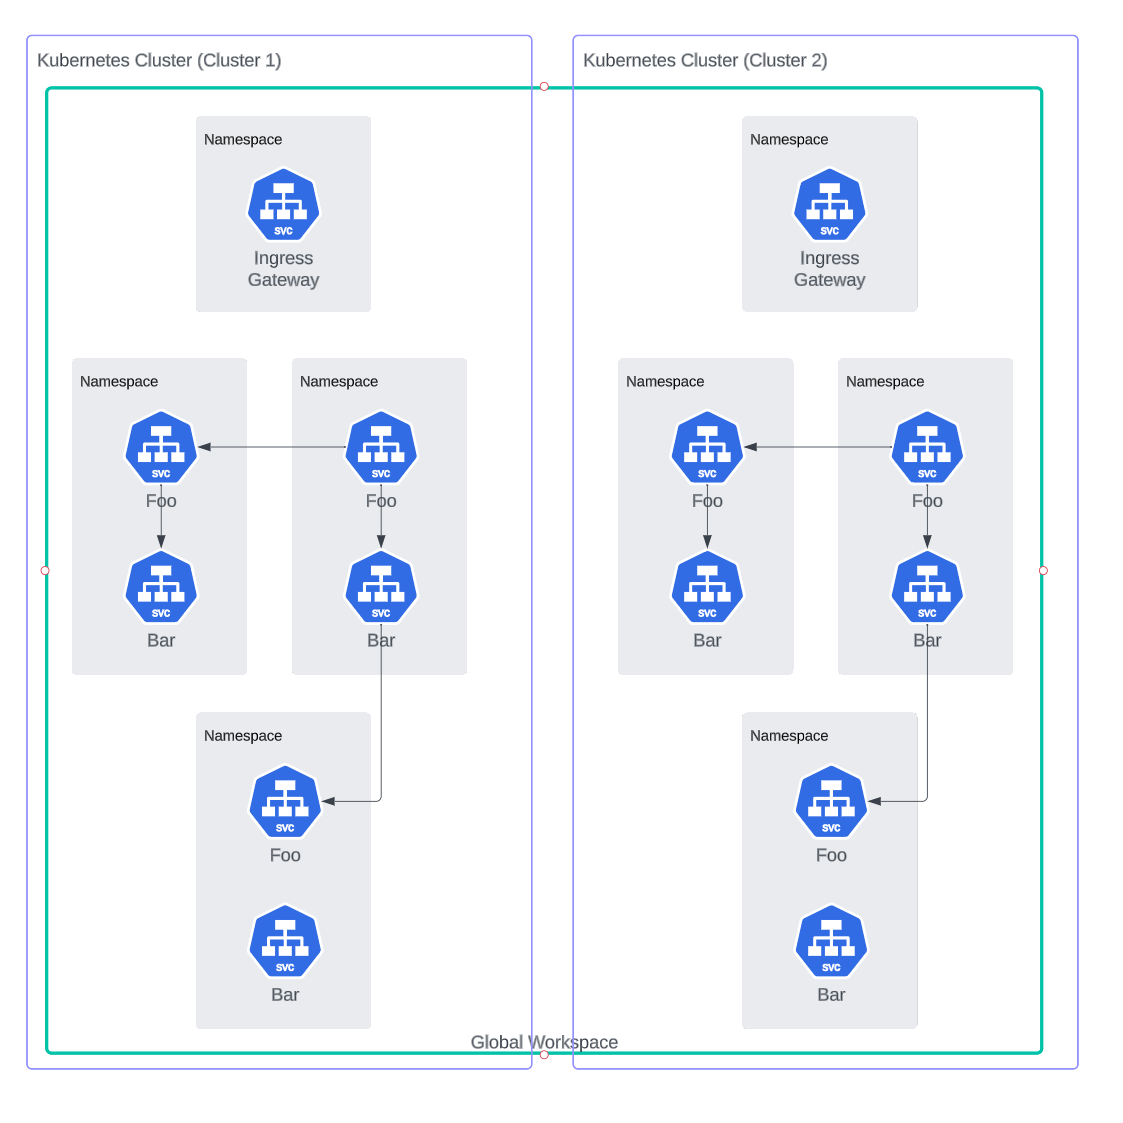 Kubernetes Cluster (Cluster 1)
Kubernetes Cluster (Cluster 2)
Namespace
SVC
Ingress
Gateway
Namespace
SVC
Ingress
Gateway
Namespace
SVC
Foo
SVC
Bar
Namespace
SVC
Foo
SVC
Bar
Namespace
SVC
Foo
SVC
Bar
Namespace
SVC
Foo
SVC
Bar
Namespace
SVC
Foo
SVC
Bar
Namespace
SVC
Foo
SVC
Bar
Global Workspace